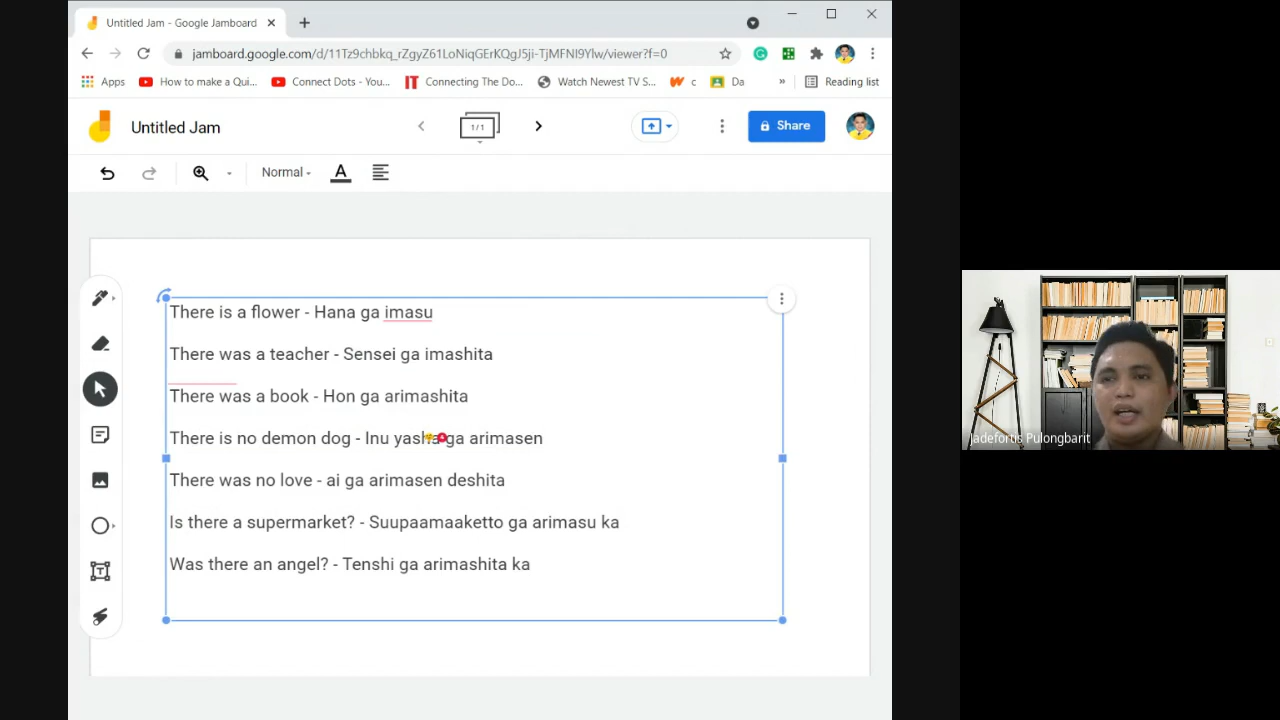 Untitled Jam - Google Jamboard
jamboard.google.com/d/11Tz9chbkq_rZgyZ61LoNiqGErKQgJ5ji-TjMFNI9Ylw/viewer?f=0
Apps How to make a Qui... Connect Dots - You... Connecting The Do... Watch Newest TV S... c Da » Reading list
Untitled Jam 1/1 Share
Normal A
There is a flower - Hana ga imasu
There was a teacher - Sensei ga imashita
There was a book - Hon ga arimashita
There is no demon dog - Inu yasha ga arimasen
There was no love - ai ga arimasen deshita
Is there a supermarket? - Suupaamaaketto ga arimasu ka
Was there an angel? - Tenshi ga arimashita ka
Jadefortis Pulongbarit